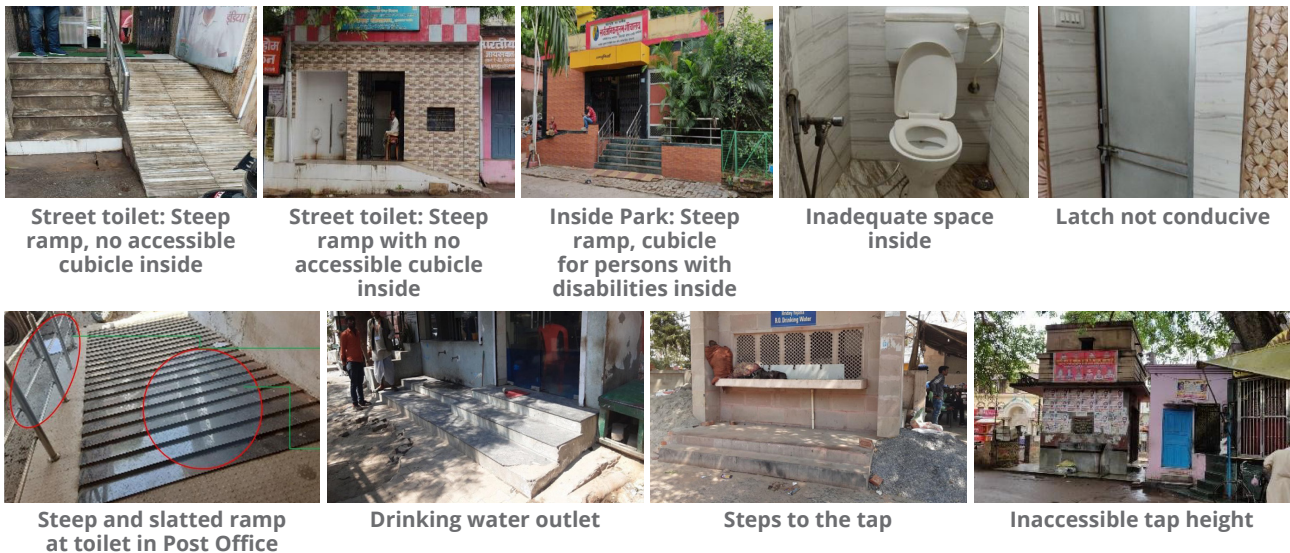 Street toilet: Steep
ramp, no accessible
cubicle inside
Street toilet: Steep
ramp with no
accessible cubicle
inside
Inside Park: Steep
ramp, cubicle
for persons with
disabilities inside
Inadequate space
inside
Latch not conducive
R.O. Drinking Water
Steep and slatted ramp
at toilet in Post Office
Drinking water outlet
Steps to the tap
Inaccessible tap height